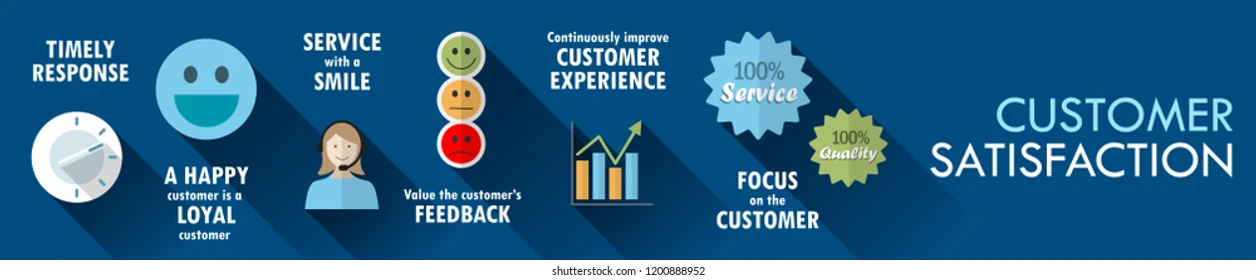 TIMELY
RESPONSE
A HAPPY
customer is a
LOYAL
customer
SERVICE
with a
SMILE
Value the customer's
FEEDBACK
Continuously improve
CUSTOMER
EXPERIENCE
100%
Service
100%
Quality
FOCUS
on the
CUSTOMER
CUSTOMER
SATISFACTION
shutterstock.com · 1200888952